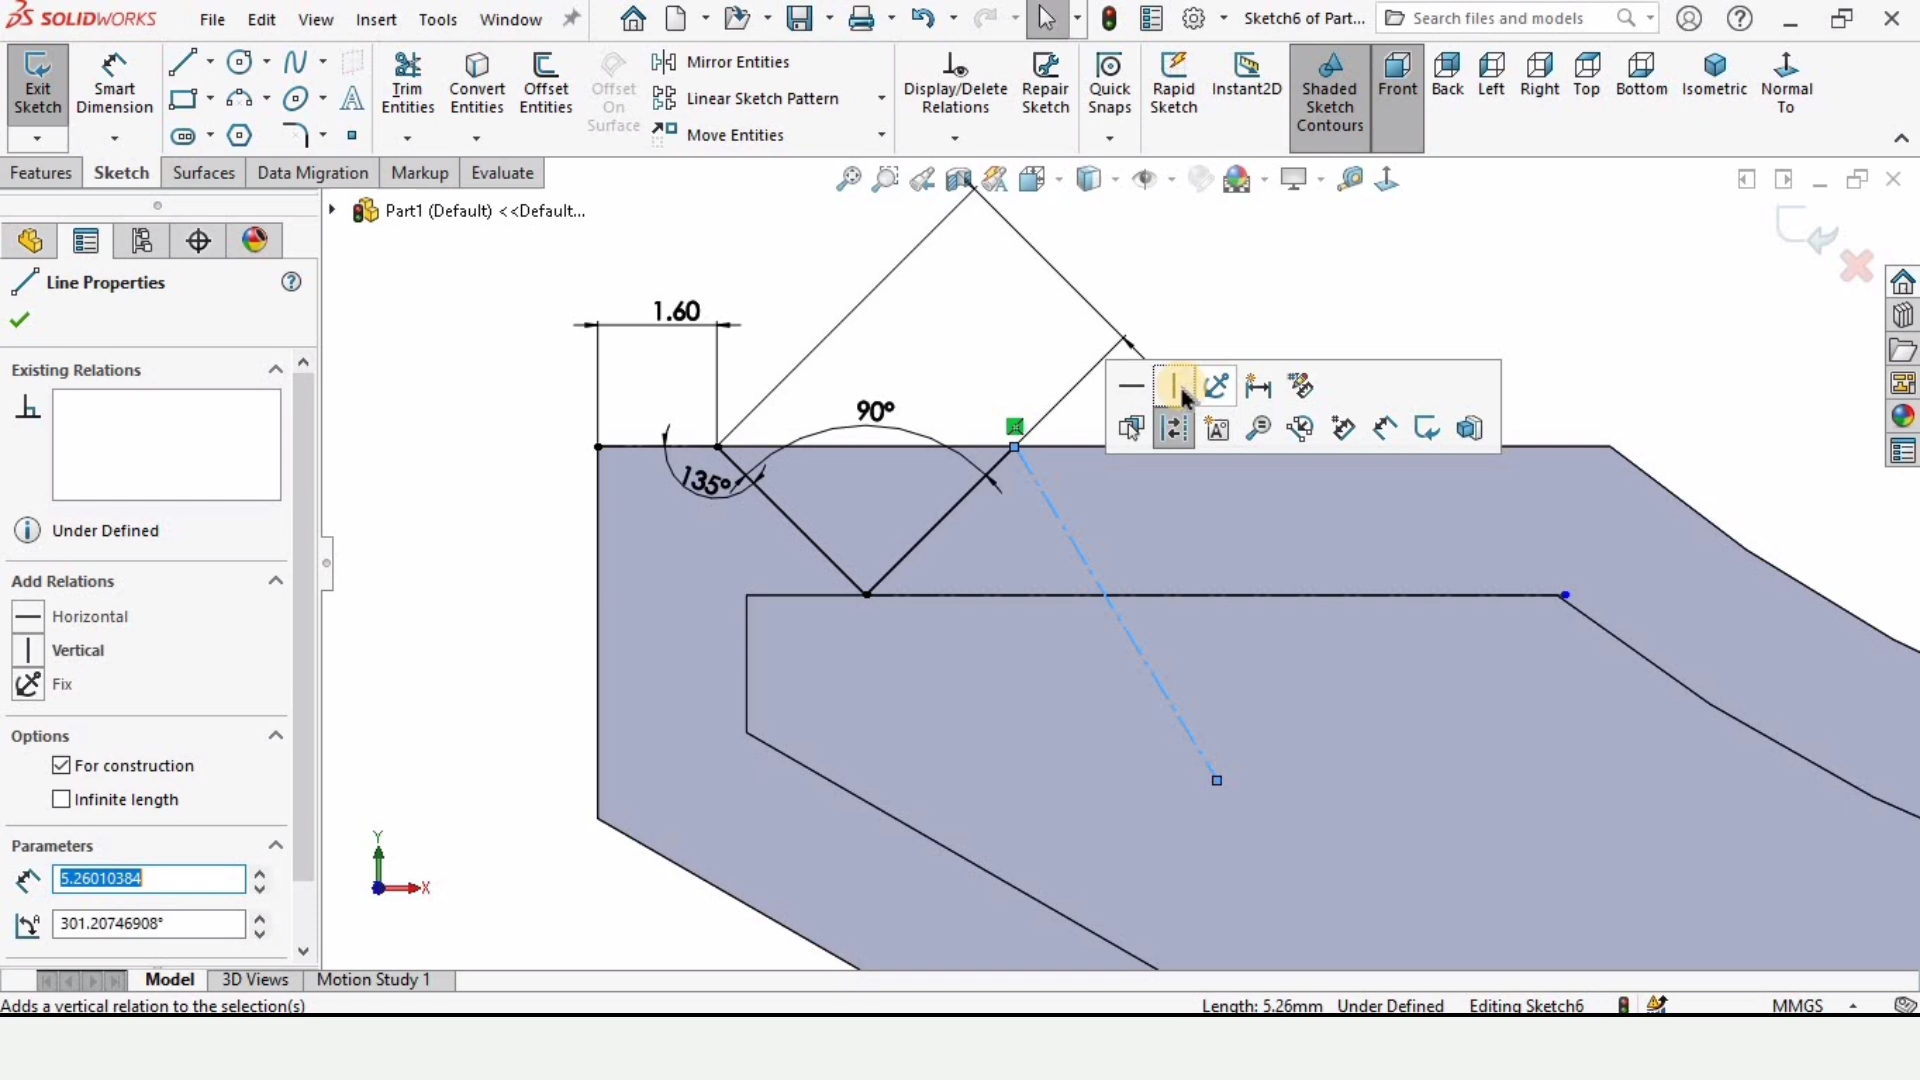 SOLIDWORKS File Edit View Insert Tools Window Sketch6 of Part... Search files and models
Exit Sketch Smart Dimension Trim Entities Convert Entities Offset Entities Offset On Surface Mirror Entities Linear Sketch Pattern Move Entities Display/Delete Relations Repair Sketch Quick Snaps Rapid Sketch Instant2D Shaded Sketch Contours Front Back Left Right Top Bottom Isometric Normal To
Features Sketch Surfaces Data Migration Markup Evaluate
Part1 (Default) <<Default...
Line Properties
Existing Relations
Under Defined
Add Relations
Horizontal
Vertical
Fix
Options
For construction
Infinite length
Parameters
5.26010384
301.20746908°
1.60
90°
135°
Y
X
Model 3D Views Motion Study 1
Adds a vertical relation to the selection(s) Length: 5.26mm Under Defined Editing Sketch6 MMGS